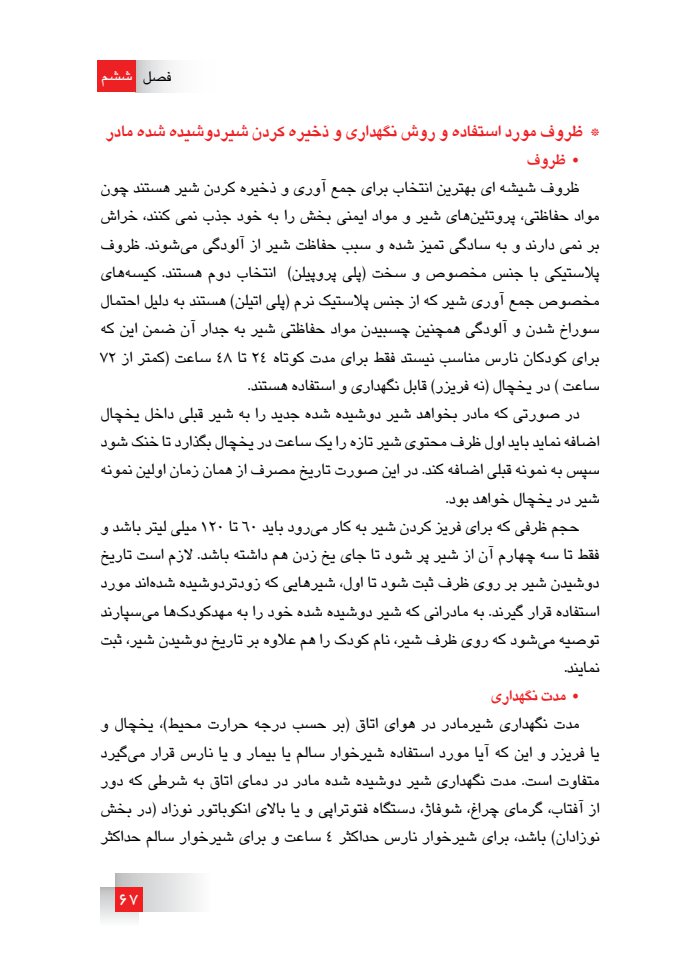 فصل ششم
* ظروف مورد استفاده و روش نگهداری و ذخیره کردن شیردوشیده شده مادر
• ظروف
ظروف شیشه ای بهترین انتخاب برای جمع آوری و ذخیره کردن شیر هستند چون
مواد حفاظتی، پروتئین‌های شیر و مواد ایمنی بخش را به خود جذب نمی کنند، خراش
بر نمی دارند و به سادگی تمیز شده و سبب حفاظت شیر از آلودگی می‌شوند. ظروف
پلاستیکی با جنس مخصوص و سخت (پلی پروپیلن) انتخاب دوم هستند. کیسه‌های
مخصوص جمع آوری شیر که از جنس پلاستیک نرم (پلی اتیلن) هستند به دلیل احتمال
سوراخ شدن و آلودگی همچنین چسبیدن مواد حفاظتی شیر به جدار آن ضمن این که
برای کودکان نارس مناسب نیستد فقط برای مدت کوتاه ۲٤ تا ٤۸ ساعت (کمتر از ۷۲
ساعت ) در یخچال (نه فریزر) قابل نگهداری و استفاده هستند.
در صورتی که مادر بخواهد شیر دوشیده شده جدید را به شیر قبلی داخل یخچال
اضافه نماید باید اول ظرف محتوی شیر تازه را یک ساعت در یخچال بگذارد تا خنک شود
سپس به نمونه قبلی اضافه کند. در این صورت تاریخ مصرف از همان زمان اولین نمونه
شیر در یخچال خواهد بود.
حجم ظرفی که برای فریز کردن شیر به کار می‌رود باید ٦۰ تا ۱۲۰ میلی لیتر باشد و
فقط تا سه چهارم آن از شیر پر شود تا جای یخ زدن هم داشته باشد. لازم است تاریخ
دوشیدن شیر بر روی ظرف ثبت شود تا اول، شیرهایی که زودتردوشیده شده‌اند مورد
استفاده قرار گیرند. به مادرانی که شیر دوشیده شده خود را به مهدکودک‌ها می‌سپارند
توصیه می‌شود که روی ظرف شیر، نام کودک را هم علاوه بر تاریخ دوشیدن شیر، ثبت
نمایند.
• مدت نگهداری
مدت نگهداری شیرمادر در هوای اتاق (بر حسب درجه حرارت محیط)، یخچال و
یا فریزر و این که آیا مورد استفاده شیرخوار سالم یا بیمار و یا نارس قرار می‌گیرد
متفاوت است. مدت نگهداری شیر دوشیده شده مادر در دمای اتاق به شرطی که دور
از آفتاب، گرمای چراغ، شوفاژ، دستگاه فتوتراپی و یا بالای انکوباتور نوزاد (در بخش
نوزادان) باشد، برای شیرخوار نارس حداکثر ٤ ساعت و برای شیرخوار سالم حداکثر
۶۷